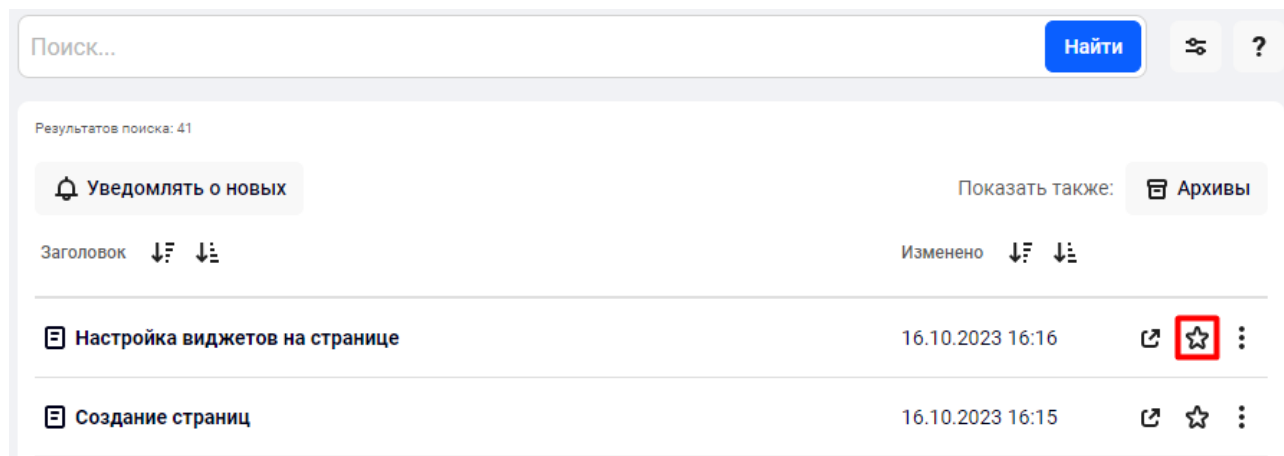 Поиск... Найти ?
Результатов поиска: 41
Уведомлять о новых Показать также: Архивы
Заголовок Изменено
Настройка виджетов на странице 16.10.2023 16:16
Создание страниц 16.10.2023 16:15